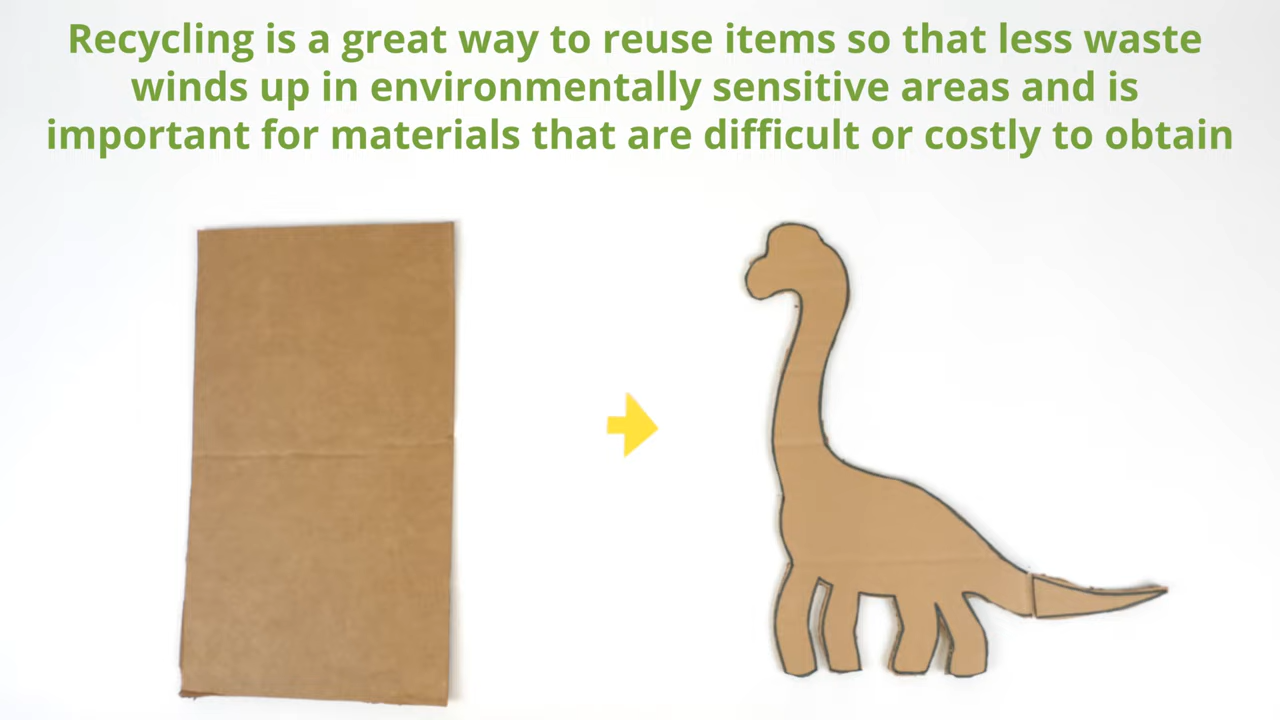 Recycling is a great way to reuse items so that less waste
winds up in environmentally sensitive areas and is
important for materials that are difficult or costly to obtain